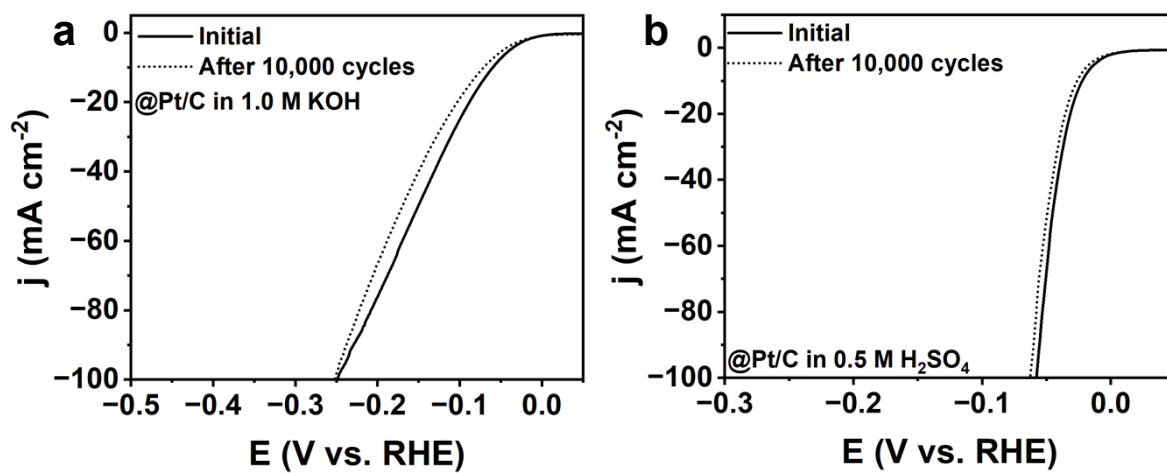 a
Initial
After 10,000 cycles
@Pt/C in 1.0 M KOH
0
−20
−40
−60
−80
−100
j (mA cm⁻²)
−0.5 −0.4 −0.3 −0.2 −0.1 0.0
E (V vs. RHE)
b
Initial
After 10,000 cycles
0
−20
−40
−60
−80
−100
j (mA cm⁻²)
@Pt/C in 0.5 M H₂SO₄
−0.3 −0.2 −0.1 0.0
E (V vs. RHE)